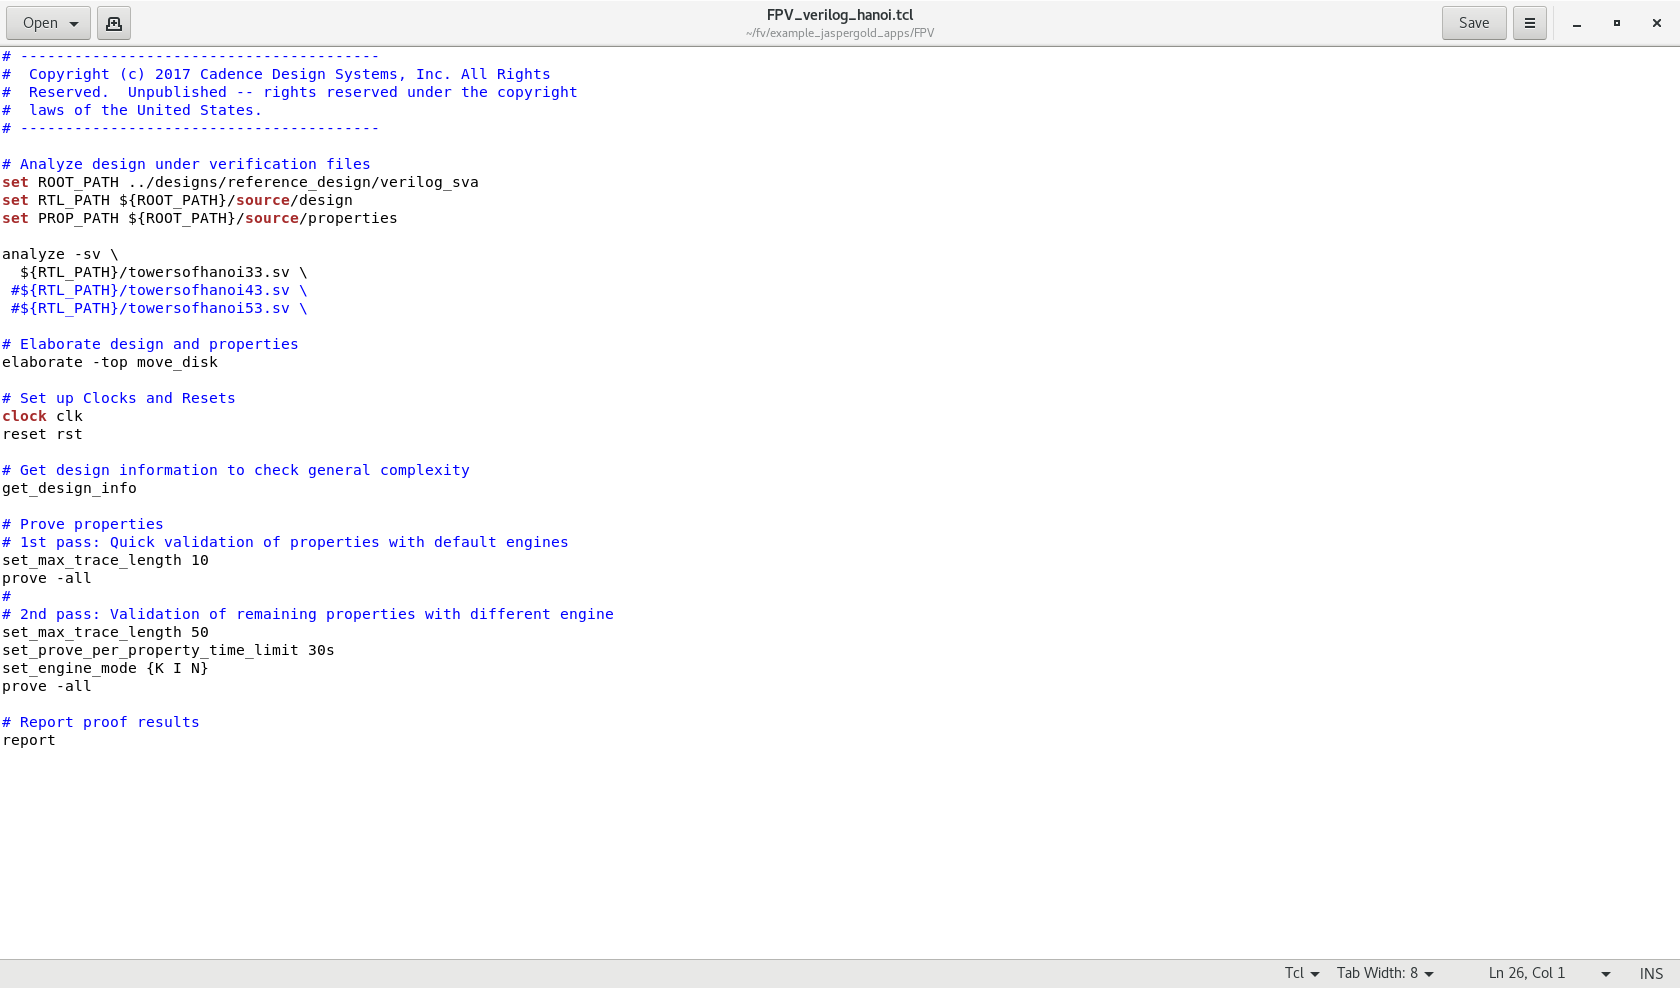 Open
FPV_verilog_hanoi.tcl
~/fv/example_jaspergold_apps/FPV
Save
# ----------------------------------------
#  Copyright (c) 2017 Cadence Design Systems, Inc. All Rights
#  Reserved.  Unpublished -- rights reserved under the copyright
#  laws of the United States.
# ----------------------------------------
# Analyze design under verification files
set ROOT_PATH ../designs/reference_design/verilog_sva
set RTL_PATH ${ROOT_PATH}/source/design
set PROP_PATH ${ROOT_PATH}/source/properties
analyze -sv \
  ${RTL_PATH}/towersofhanoi33.sv \
 #${RTL_PATH}/towersofhanoi43.sv \
 #${RTL_PATH}/towersofhanoi53.sv \
# Elaborate design and properties
elaborate -top move_disk
# Set up Clocks and Resets
clock clk
reset rst
# Get design information to check general complexity
get_design_info
# Prove properties
# 1st pass: Quick validation of properties with default engines
set_max_trace_length 10
prove -all
#
# 2nd pass: Validation of remaining properties with different engine
set_max_trace_length 50
set_prove_per_property_time_limit 30s
set_engine_mode {K I N}
prove -all
# Report proof results
report
Tcl
Tab Width: 8
Ln 26, Col 1
INS